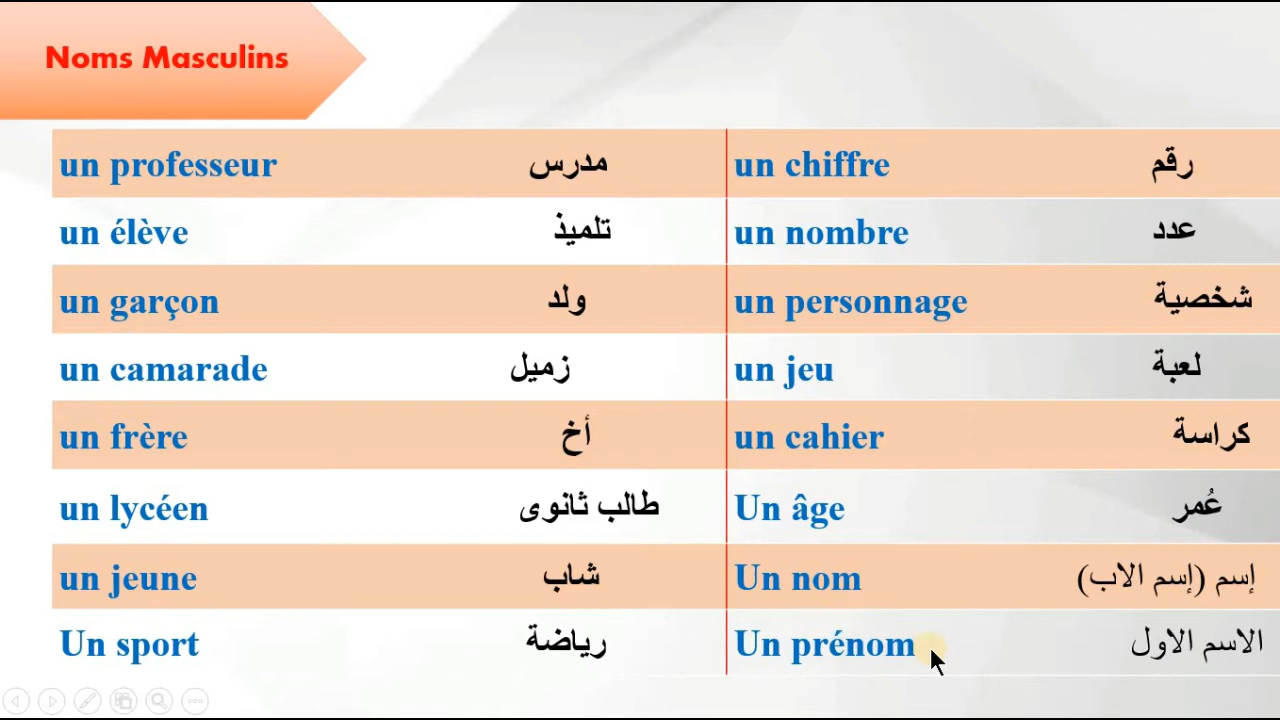 Noms Masculins
un professeur مدرس un chiffre رقم
un élève تلميذ un nombre عدد
un garçon ولد un personnage شخصية
un camarade زميل un jeu لعبة
un frère أخ un cahier كراسة
un lycéen طالب ثانوى Un âge عُمر
un jeune شاب Un nom إسم (إسم الاب)
Un sport رياضة Un prénom الاسم الاول